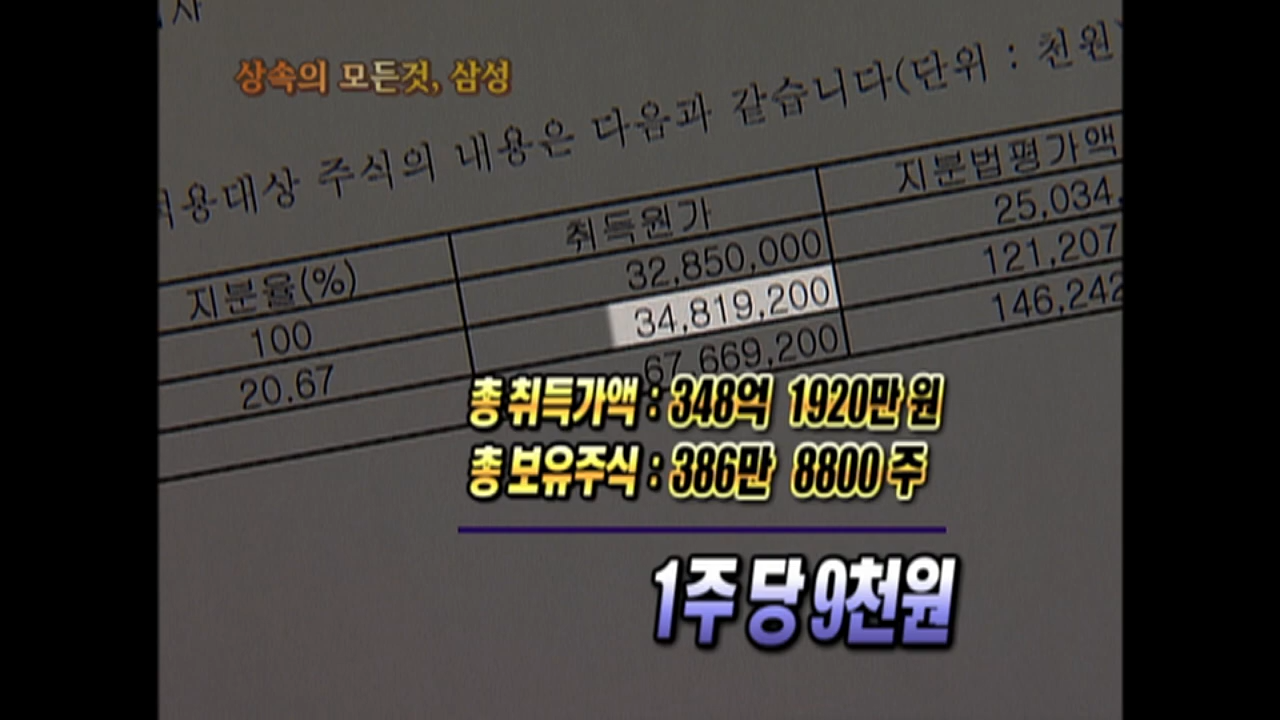 상속의 모든것, 삼성
적용대상 주식의 내용은 다음과 같습니다(단위 : 천원)
지분율(%) 취득원가 지분법평가액
100 32,850,000 25,034,
20.67 34,819,200 121,207
67,669,200 146,242
총 취득가액 : 348억 1920만 원
총 보유주식 : 386만 8800 주
1주 당 9천원